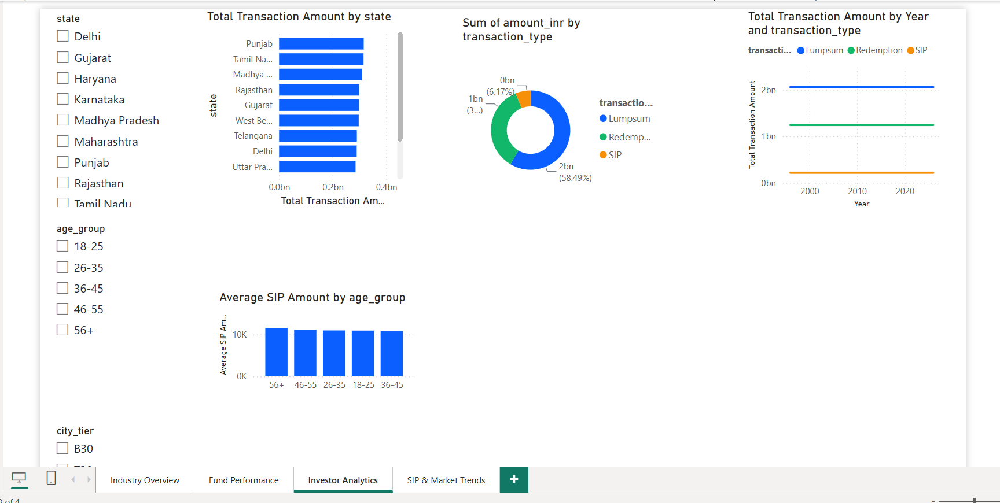 state
Delhi
Gujarat
Haryana
Karnataka
Madhya Pradesh
Maharashtra
Punjab
Rajasthan
Tamil Nadu
age_group
18-25
26-35
36-45
46-55
56+
city_tier
B30
Total Transaction Amount by state
state
Punjab
Tamil Na...
Madhya ...
Rajasthan
Gujarat
West Be...
Telangana
Delhi
Uttar Pra...
0.0bn 0.2bn 0.4bn
Total Transaction Am...
Average SIP Amount by age_group
Average SIP Am...
10K
0K
56+ 46-55 26-35 18-25 36-45
Sum of amount_inr by
transaction_type
0bn
(6.17%)
1bn
(3...)
2bn
(58.49%)
transactio...
Lumpsum
Redemp...
SIP
Total Transaction Amount by Year
and transaction_type
transacti... Lumpsum Redemption SIP
Total Transaction Amount
2bn
1bn
0bn
2000 2010 2020
Year
Industry Overview Fund Performance Investor Analytics SIP & Market Trends +
of 4